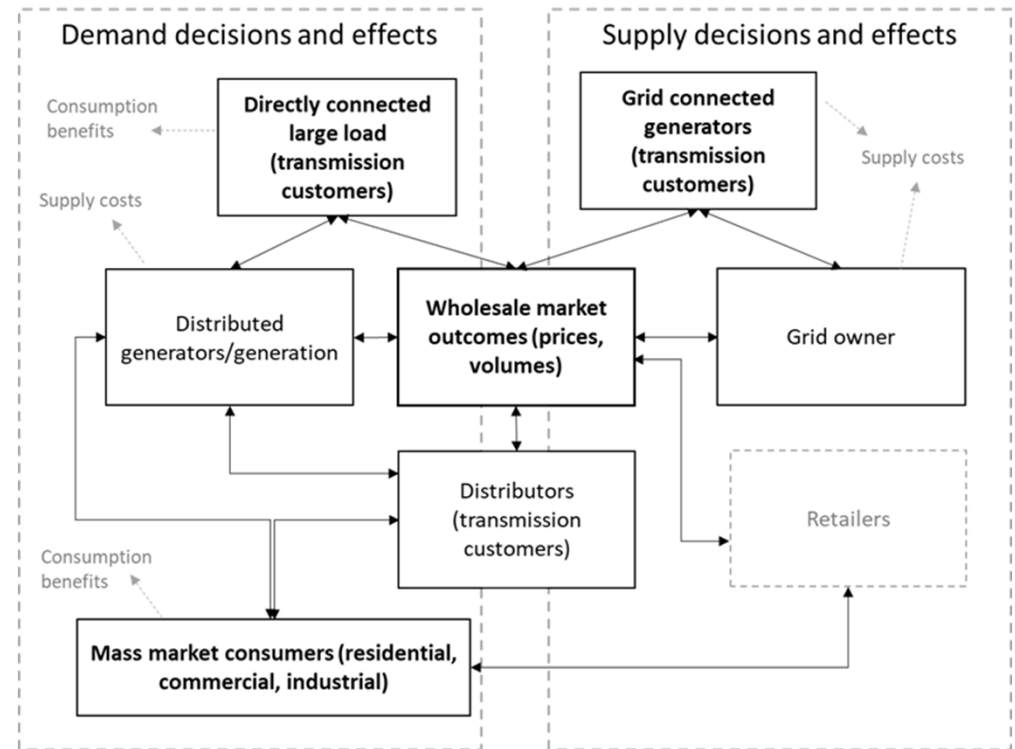 Demand decisions and effects
Supply decisions and effects
Consumption
benefits
Directly connected
large load
(transmission
customers)
Grid connected
generators
(transmission
customers)
Supply costs
Supply costs
Distributed
generators/generation
Wholesale market
outcomes (prices,
volumes)
Grid owner
Distributors
(transmission
customers)
Retailers
Consumption
benefits
Mass market consumers (residential,
commercial, industrial)